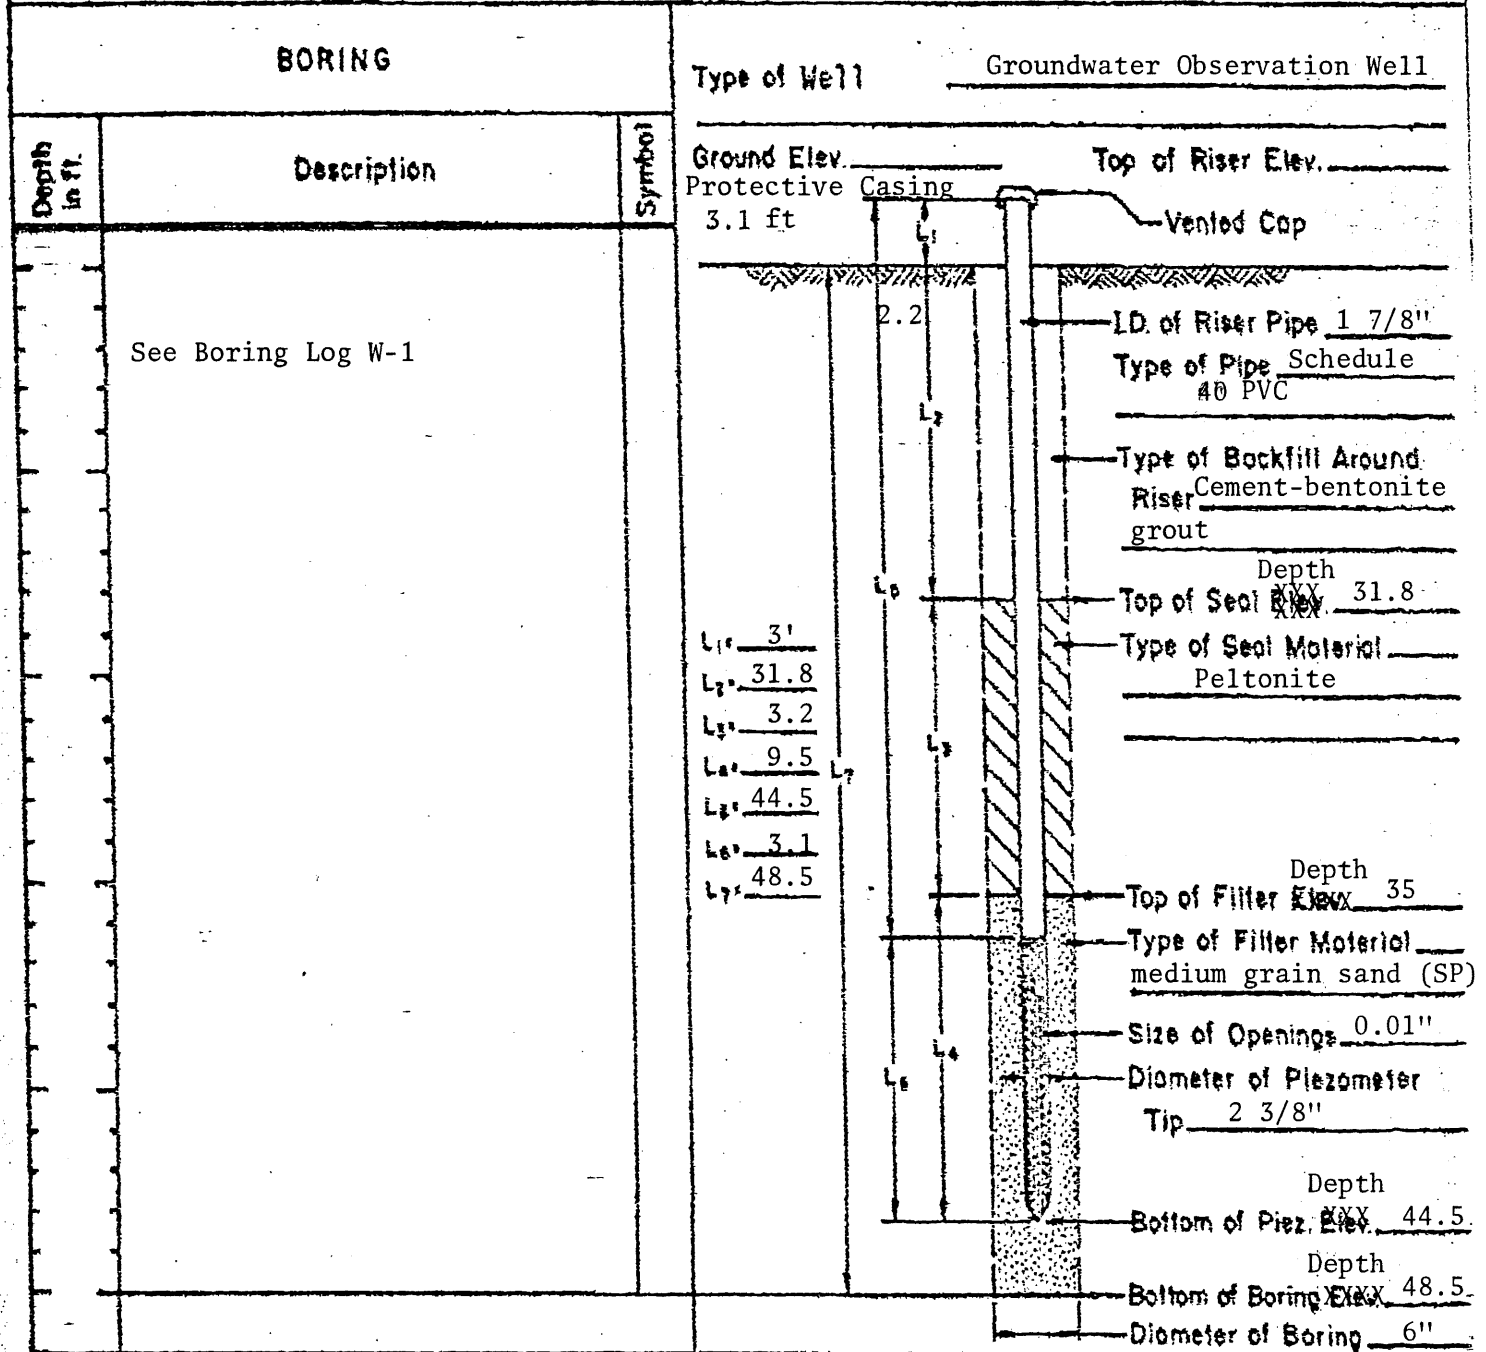 BORING
Type of Well Groundwater Observation Well
Depth in ft.
Description
Symbol
Ground Elev.
Top of Riser Elev.
Protective Casing
3.1 ft
Vented Cap
L1
2.2
I.D. of Riser Pipe 1 7/8"
See Boring Log W-1
Type of Pipe Schedule
40 PVC
L2
Type of Backfill Around
Riser Cement-bentonite
grout
Depth
L5
Top of Seal Elev. XXX XXX 31.8
L1= 3'
Type of Seal Material
L2= 31.8
Peltonite
L3= 3.2
L3
L4= 9.5
L7
L5= 44.5
L6= 3.1
L7= 48.5
Depth
Top of Filter Elev. XXXX 35
Type of Filter Material
medium grain sand (SP)
Size of Openings 0.01"
L4
L6
Diameter of Piezometer
Tip 2 3/8"
Depth
Bottom of Piez. Elev. XXX 44.5
Depth
Bottom of Boring Elev. XXXX 48.5
Diameter of Boring 6"